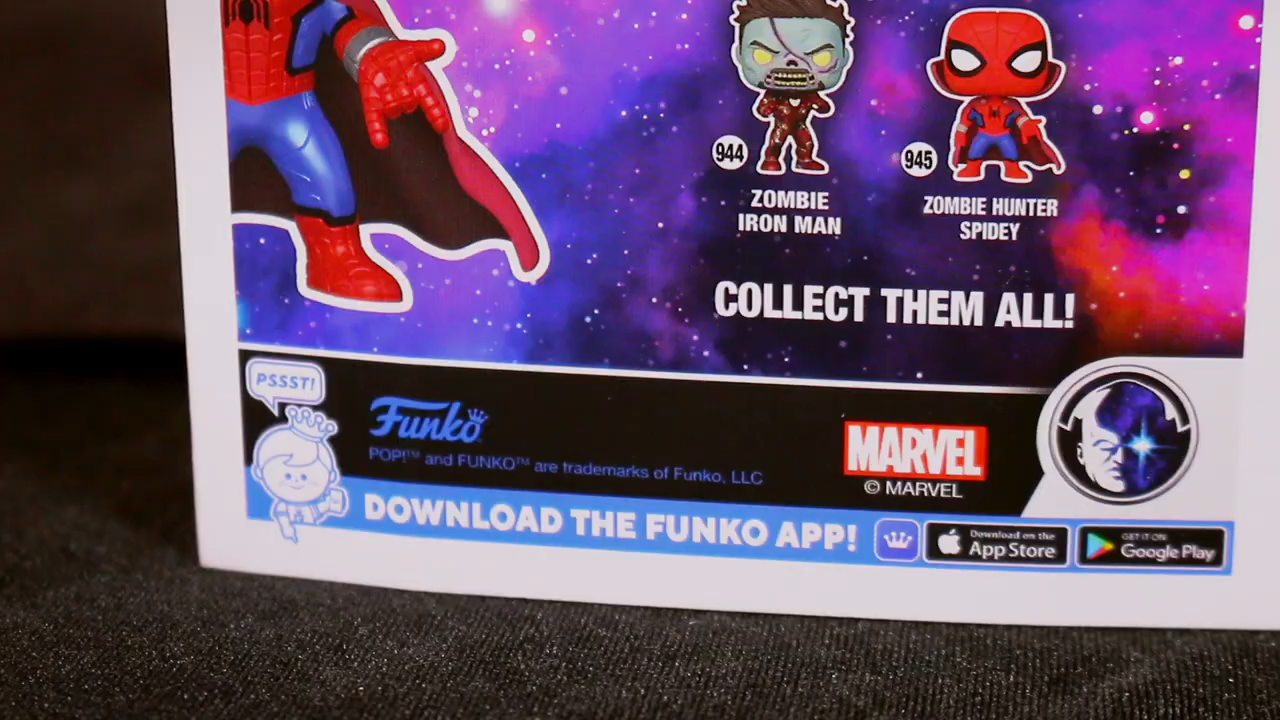 944
ZOMBIE
IRON MAN
945
ZOMBIE HUNTER
SPIDEY
COLLECT THEM ALL!
PSSST!
Funko
POP!™ and FUNKO™ are trademarks of Funko, LLC
MARVEL
© MARVEL
DOWNLOAD THE FUNKO APP!
Download on the
App Store
GET IT ON
Google Play